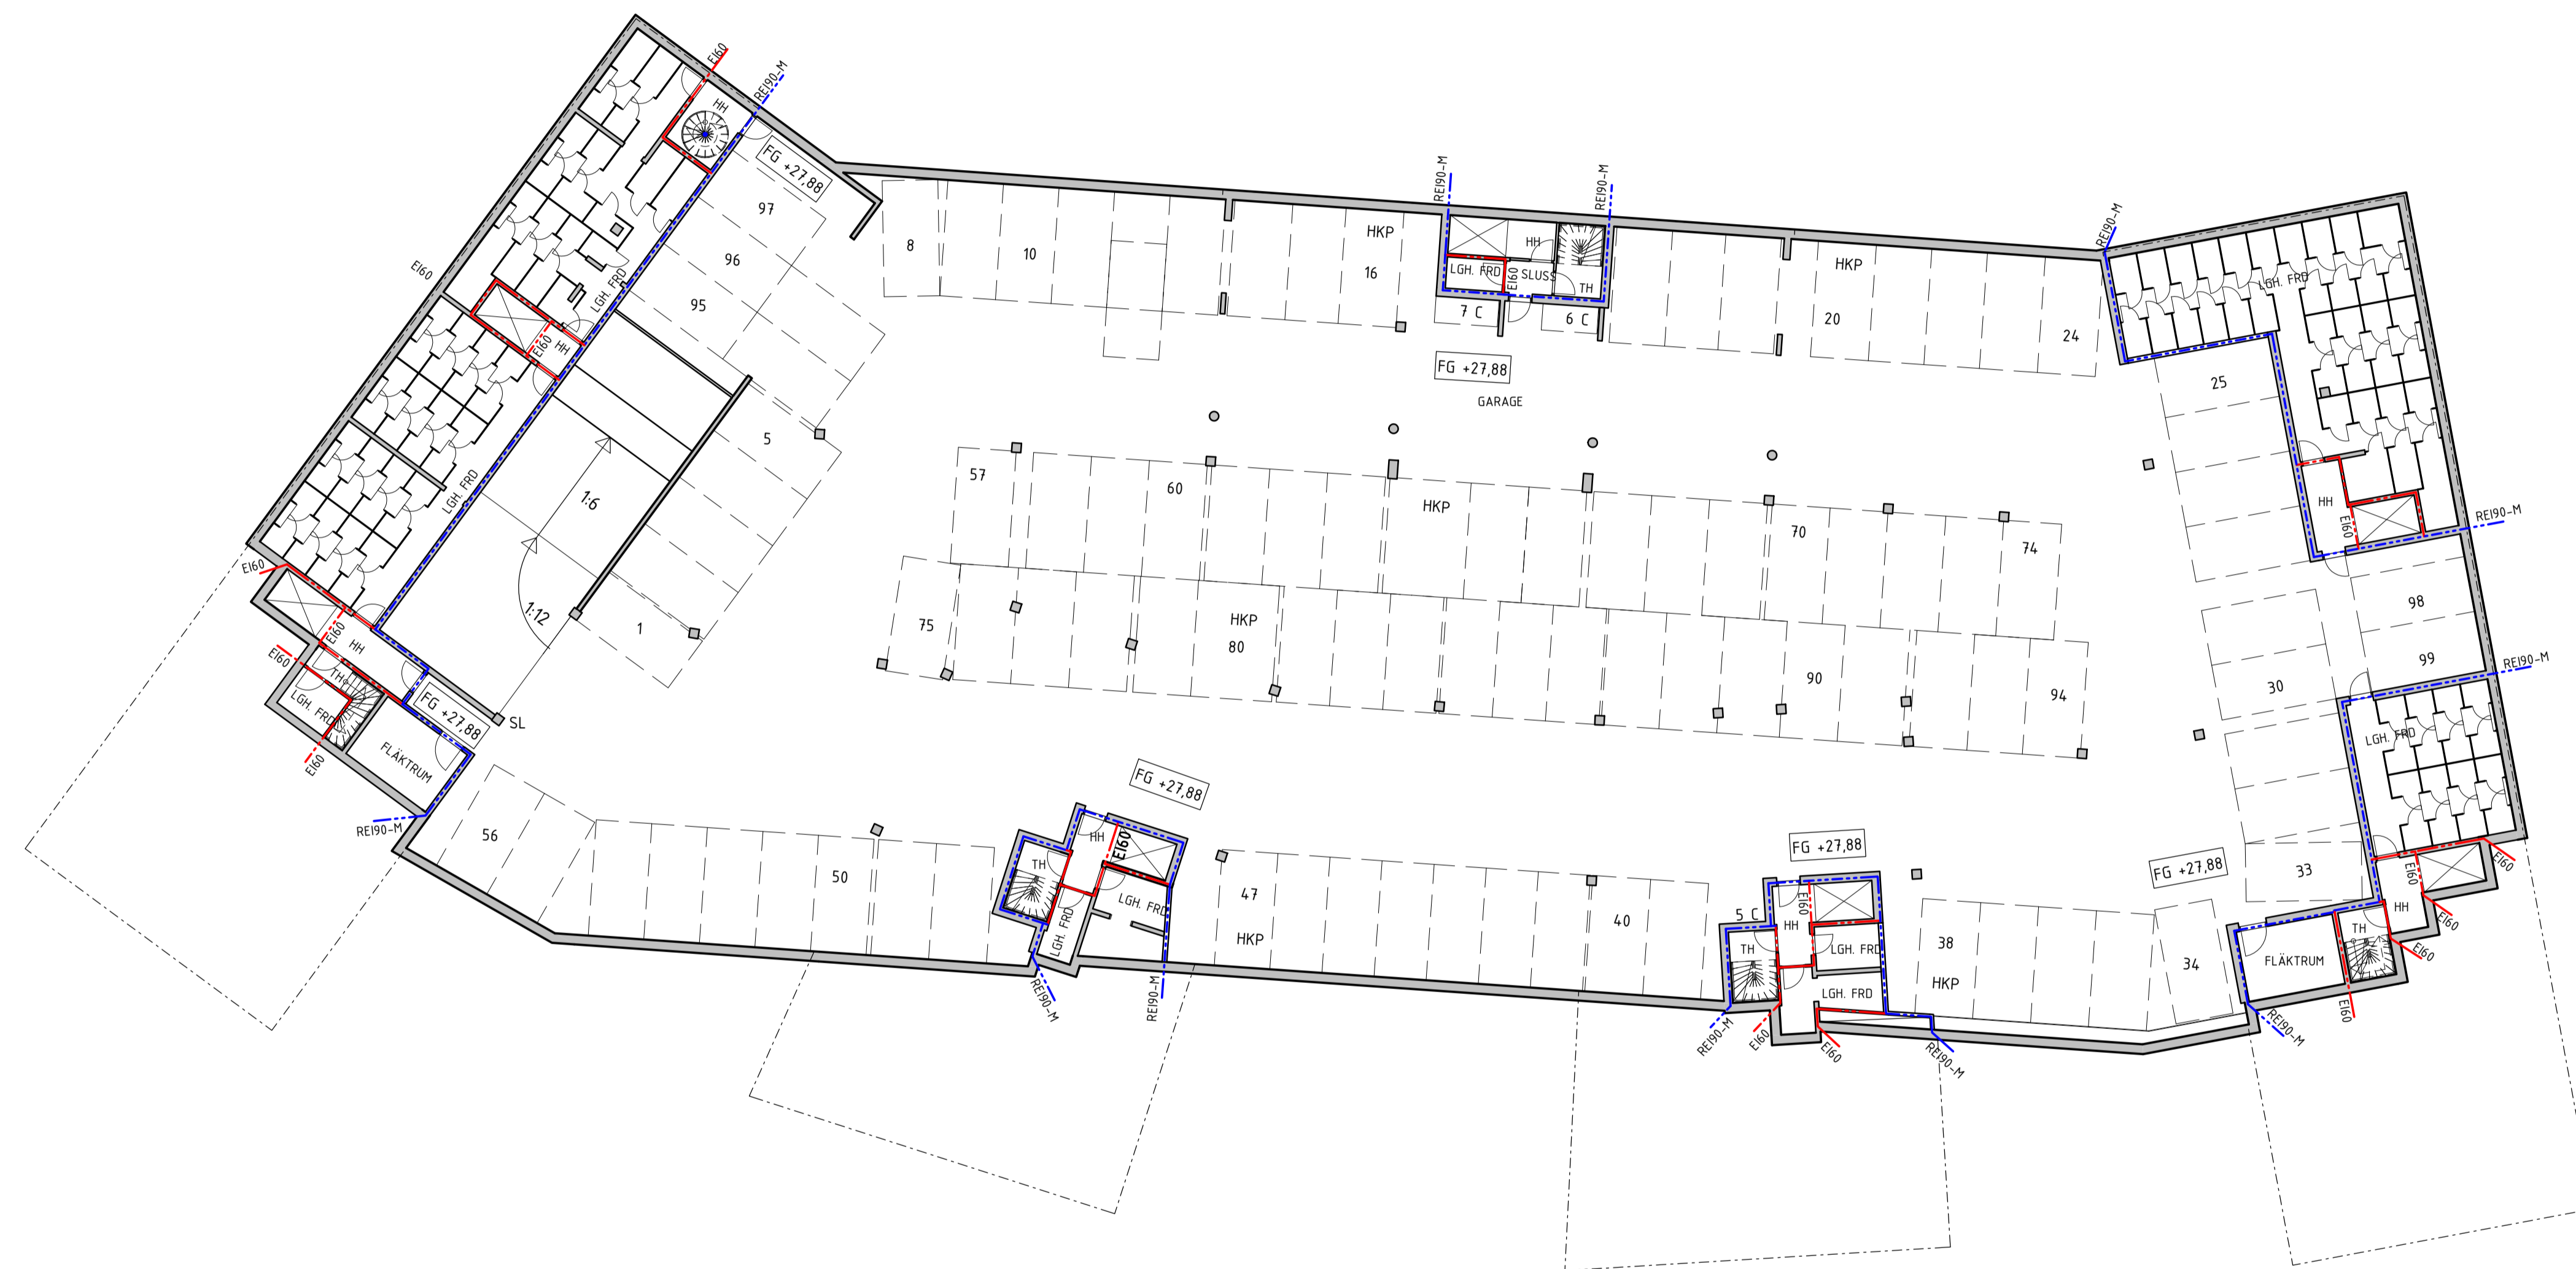 EI60
REI90-M
HH
FG +27,88
97
96
95
LGH. FRD
EI60
EI60
HH
LGH. FRD
5
1:6
1:12
1
EI60
EI60
HH
EI60
TH
LGH. FRD
EI60
FG +27,88
SL
FLÄKTRUM
REI90-M
8
10
HKP
16
REI90-M
REI90-M
HH
LGH. FRD
EI60
SLUSS
TH
7 C
6 C
FG +27,88
GARAGE
HKP
20
24
REI90-M
LGH. FRD
25
HH
EI60
REI90-M
57
60
HKP
70
74
75
HKP
80
90
94
98
99
REI90-M
30
LGH. FRD
33
FG +27,88
EI60
EI60
HH
EI60
EI60
TH
FLÄKTRUM
EI60
REI90-M
34
56
50
FG +27,88
HH
EI60
TH
LGH. FRD
LGH. FRD
REI90-M
REI90-M
47
HKP
40
FG +27,88
5 C
EI60
HH
TH
LGH. FRD
LGH. FRD
REI90-M
EI60
EI60
REI90-M
38
HKP